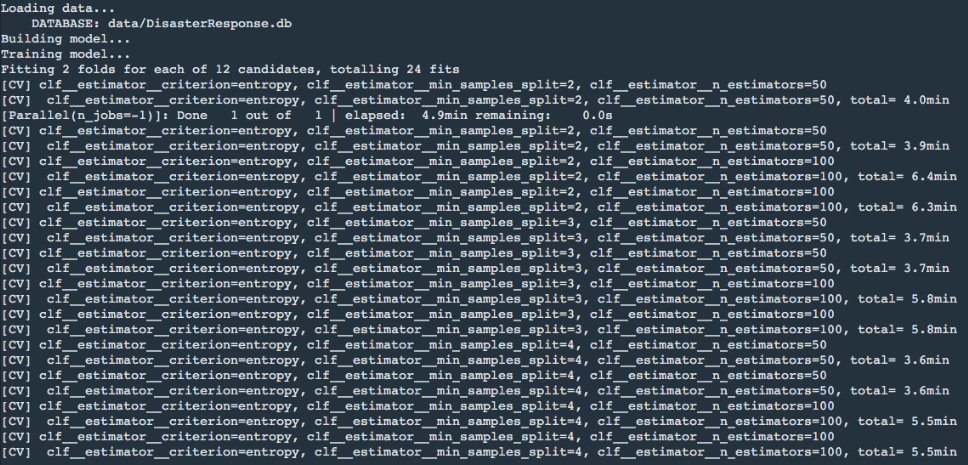 Loading data...
    DATABASE: data/DisasterResponse.db
Building model...
Training model...
Fitting 2 folds for each of 12 candidates, totalling 24 fits
[CV] clf__estimator__criterion=entropy, clf__estimator__min_samples_split=2, clf__estimator__n_estimators=50
[CV]  clf__estimator__criterion=entropy, clf__estimator__min_samples_split=2, clf__estimator__n_estimators=50, total= 4.0min
[Parallel(n_jobs=-1)]: Done   1 out of   1 | elapsed:  4.9min remaining:    0.0s
[CV] clf__estimator__criterion=entropy, clf__estimator__min_samples_split=2, clf__estimator__n_estimators=50
[CV]  clf__estimator__criterion=entropy, clf__estimator__min_samples_split=2, clf__estimator__n_estimators=50, total= 3.9min
[CV] clf__estimator__criterion=entropy, clf__estimator__min_samples_split=2, clf__estimator__n_estimators=100
[CV]  clf__estimator__criterion=entropy, clf__estimator__min_samples_split=2, clf__estimator__n_estimators=100, total= 6.4min
[CV] clf__estimator__criterion=entropy, clf__estimator__min_samples_split=2, clf__estimator__n_estimators=100
[CV]  clf__estimator__criterion=entropy, clf__estimator__min_samples_split=2, clf__estimator__n_estimators=100, total= 6.3min
[CV] clf__estimator__criterion=entropy, clf__estimator__min_samples_split=3, clf__estimator__n_estimators=50
[CV]  clf__estimator__criterion=entropy, clf__estimator__min_samples_split=3, clf__estimator__n_estimators=50, total= 3.7min
[CV] clf__estimator__criterion=entropy, clf__estimator__min_samples_split=3, clf__estimator__n_estimators=50
[CV]  clf__estimator__criterion=entropy, clf__estimator__min_samples_split=3, clf__estimator__n_estimators=50, total= 3.7min
[CV] clf__estimator__criterion=entropy, clf__estimator__min_samples_split=3, clf__estimator__n_estimators=100
[CV]  clf__estimator__criterion=entropy, clf__estimator__min_samples_split=3, clf__estimator__n_estimators=100, total= 5.8min
[CV] clf__estimator__criterion=entropy, clf__estimator__min_samples_split=3, clf__estimator__n_estimators=100
[CV]  clf__estimator__criterion=entropy, clf__estimator__min_samples_split=3, clf__estimator__n_estimators=100, total= 5.8min
[CV] clf__estimator__criterion=entropy, clf__estimator__min_samples_split=4, clf__estimator__n_estimators=50
[CV]  clf__estimator__criterion=entropy, clf__estimator__min_samples_split=4, clf__estimator__n_estimators=50, total= 3.6min
[CV] clf__estimator__criterion=entropy, clf__estimator__min_samples_split=4, clf__estimator__n_estimators=50
[CV]  clf__estimator__criterion=entropy, clf__estimator__min_samples_split=4, clf__estimator__n_estimators=50, total= 3.6min
[CV] clf__estimator__criterion=entropy, clf__estimator__min_samples_split=4, clf__estimator__n_estimators=100
[CV]  clf__estimator__criterion=entropy, clf__estimator__min_samples_split=4, clf__estimator__n_estimators=100, total= 5.5min
[CV] clf__estimator__criterion=entropy, clf__estimator__min_samples_split=4, clf__estimator__n_estimators=100
[CV]  clf__estimator__criterion=entropy, clf__estimator__min_samples_split=4, clf__estimator__n_estimators=100, total= 5.5min